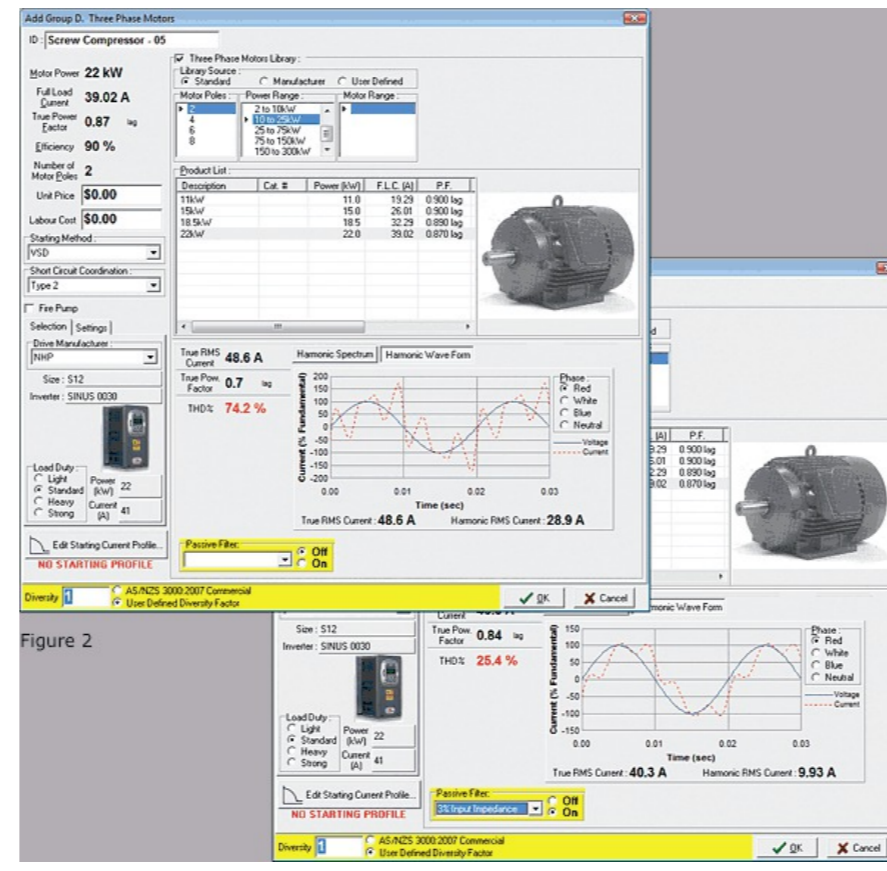 Add Group D. Three Phase Motors
ID : Screw Compressor - 05
Motor Power 22 kW
Full Load Current 39.02 A
True Power Factor 0.87 lag
Efficiency 90 %
Number of Motor Poles 2
Unit Price $0.00
Labour Cost $0.00
Starting Method :
VSD
Short Circuit Coordination :
Type 2
Fire Pump
Selection Settings
Drive Manufacturer :
NHP
Size : S12
Inverter : SINUS 0030
Load Duty :
Light
Standard
Heavy
Strong
Power (kW) 22
Current (A) 41
Edit Starting Current Profile...
NO STARTING PROFILE
Three Phase Motors Library :
Library Source :
Standard Manufacturer User Defined
Motor Poles : Power Range : Motor Range :
2
4
6
8
2 to 10kW
10 to 25kW
25 to 75kW
75 to 150kW
150 to 300kW
Product List :
Description Cat. # Power (kW) F.L.C. (A) P.F.
11kW 11.0 19.29 0.900 lag
15kW 15.0 26.01 0.900 lag
18.5kW 18.5 32.29 0.890 lag
22kW 22.0 39.02 0.870 lag
True RMS Current 48.6 A
True Pow. Factor 0.7 lag
THD% 74.2 %
Harmonic Spectrum Harmonic Wave Form
Current (% Fundamental)
200
150
100
50
0
-50
-100
-150
-200
0.00 0.01 0.02 0.03
Time (sec)
True RMS Current : 48.6 A Harmonic RMS Current : 28.9 A
Phase :
Red
White
Blue
Neutral
Voltage
Current
Passive Filter:
Off
On
Diversity 1
AS/NZS 3000:2007 Commercial
User Defined Diversity Factor
OK Cancel
Figure 2
(A) P.F.
9.29 0.900 lag
6.01 0.900 lag
2.29 0.890 lag
9.02 0.870 lag
monic Wave Form
Size : S12
Inverter : SINUS 0030
Load Duty :
Light
Standard
Heavy
Strong
Power (kW) 22
Current (A) 41
Edit Starting Current Profile...
NO STARTING PROFILE
Current
True Pow. Factor 0.84 lag
THD% 25.4 %
Current (% Fundamental)
150
100
50
0
-50
-100
-150
0.00 0.01 0.02 0.03
Time (sec)
True RMS Current : 40.3 A Harmonic RMS Current : 9.93 A
Phase :
Red
White
Blue
Neutral
Voltage
Current
Passive Filter:
3% Input Impedance
Off
On
Diversity 1
AS/NZS 3000:2007 Commercial
User Defined Diversity Factor
OK Cancel